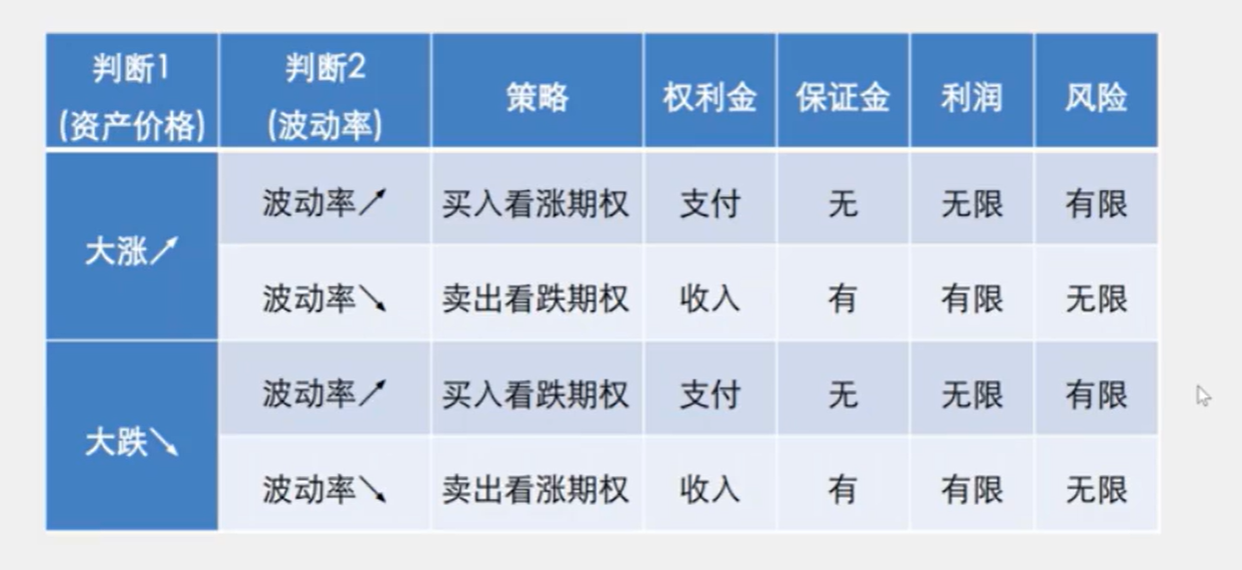 判断1 (资产价格) 判断2 (波动率) 策略 权利金 保证金 利润 风险
大涨↗ 波动率↗ 买入看涨期权 支付 无 无限 有限
波动率↘ 卖出看跌期权 收入 有 有限 无限
大跌↘ 波动率↗ 买入看跌期权 支付 无 无限 有限
波动率↘ 卖出看涨期权 收入 有 有限 无限